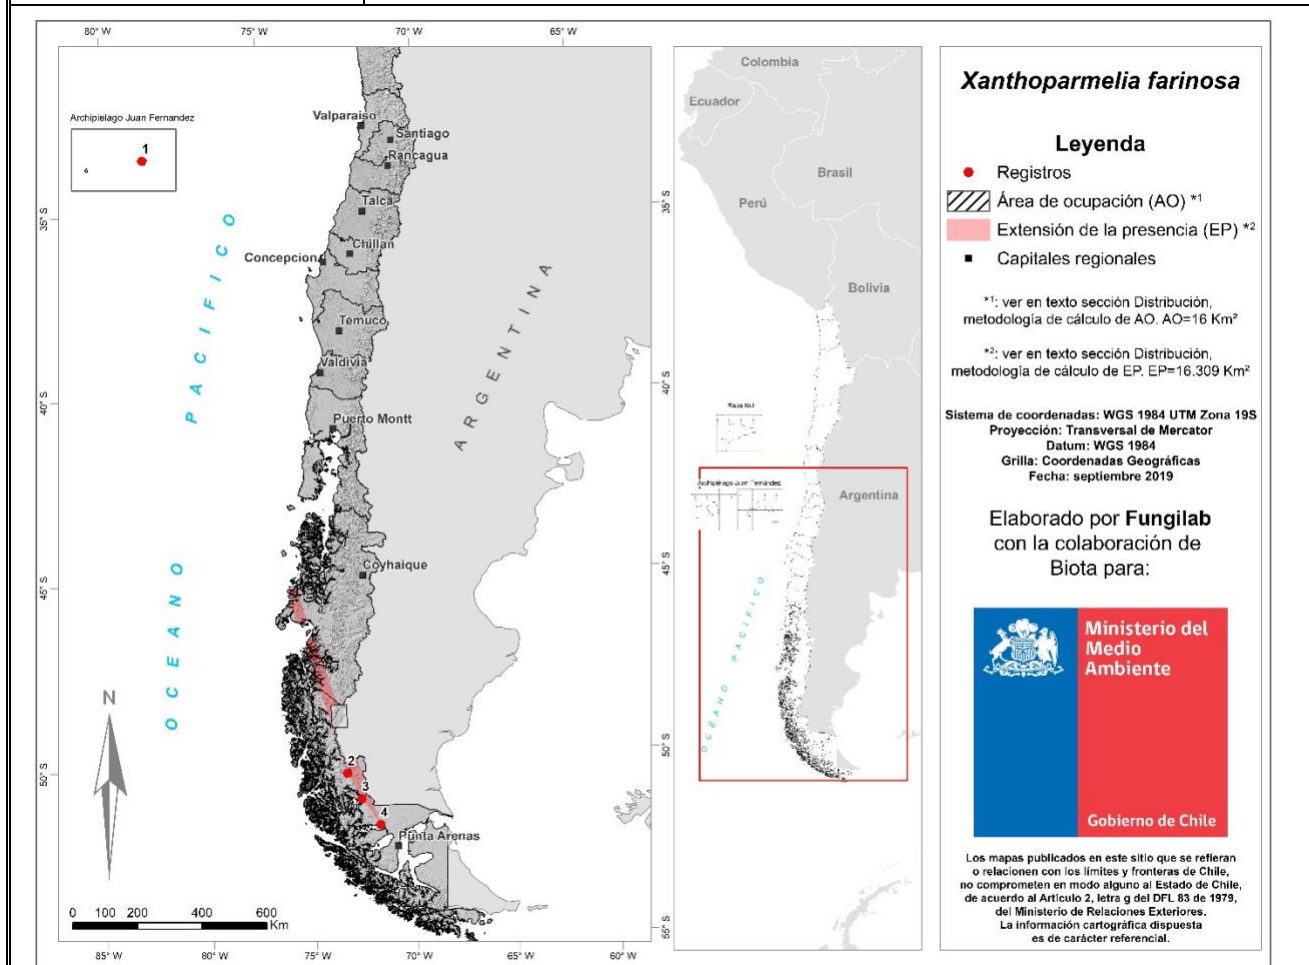 80° W
75° W
70° W
65° W
Archipielago Juan Fernandez
1
Valparaiso
Santiago
Rancagua
Talca
Chillan
Concepcion
Temuco
Valdivia
Puerto Montt
Coyhaique
2
3
4
Punta Arenas
OCEANO PACIFICO
ARGENTINA
35° S
40° S
45° S
50° S
N
0 100 200 400 600
Km
85° W
80° W
75° W
70° W
65° W
60° W
Colombia
Ecuador
Brasil
Perú
Bolivia
Argentina
Archipiélago Juan Fernández
OCÉANO PACIFICO
35° S
40° S
45° S
50° S
55° S
Xanthoparmelia farinosa
Leyenda
Registros
Área de ocupación (AO) *1
Extensión de la presencia (EP) *2
Capitales regionales
*1: ver en texto sección Distribución,
metodología de cálculo de AO. AO=16 Km²
*2: ver en texto sección Distribución,
metodología de cálculo de EP. EP=16.309 Km²
Sistema de coordenadas: WGS 1984 UTM Zona 19S
Proyección: Transversal de Mercator
Datum: WGS 1984
Grilla: Coordenadas Geográficas
Fecha: septiembre 2019
Elaborado por Fungilab
con la colaboración de
Biota para:
Ministerio del
Medio
Ambiente
Gobierno de Chile
Los mapas publicados en este sitio que se refieran
o relacionen con los límites y fronteras de Chile,
no comprometen en modo alguno al Estado de Chile,
de acuerdo al Artículo 2, letra g del DFL 83 de 1979,
del Ministerio de Relaciones Exteriores.
La información cartográfica dispuesta
es de carácter referencial.